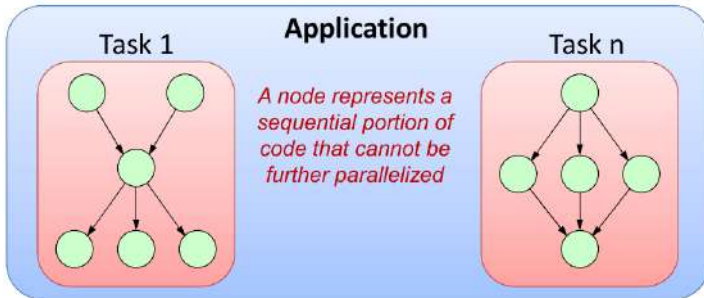 Application
Task 1
Task n
A node represents a
sequential portion of
code that cannot be
further parallelized